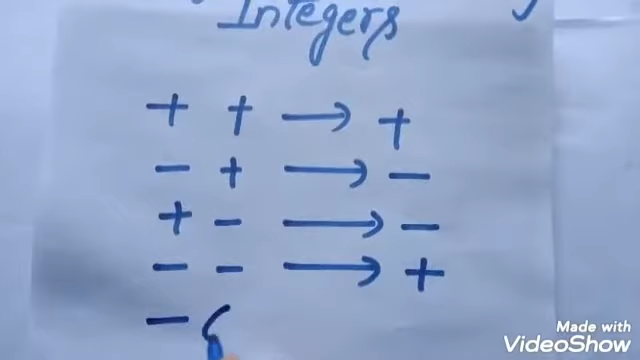 Integers
+ + → +
- + → -
+ - → -
- - → +
- (
Made with
VideoShow